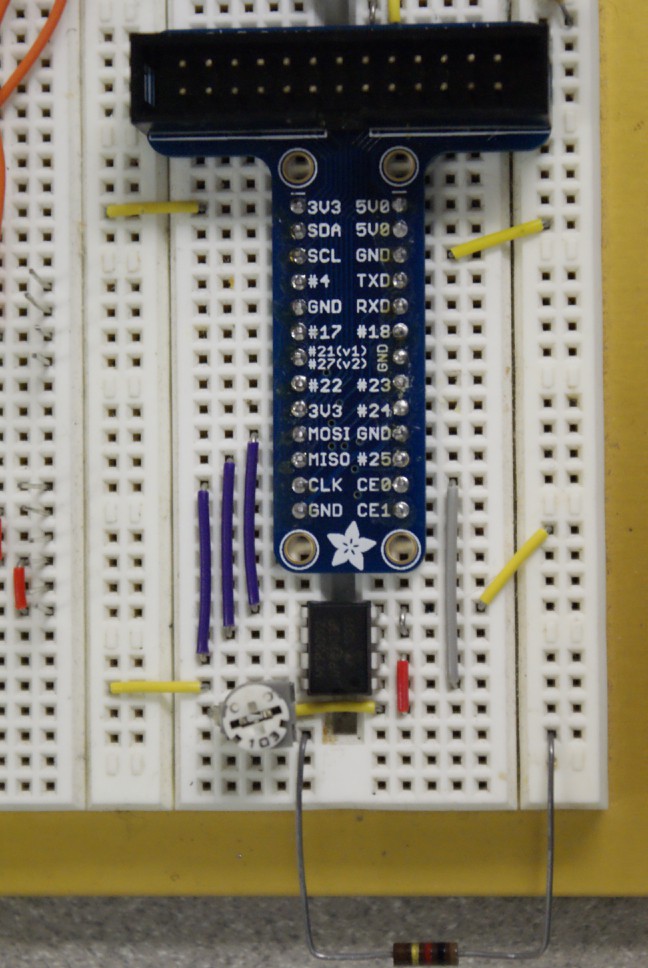 3V3 5V0
SDA 5V0
SCL GND
#4 TXD
GND RXD
#17 #18
#21(v1)
#27(v2) GND
#22 #23
3V3 #24
MOSI GND
MISO #25
CLK CE0
GND CE1
103